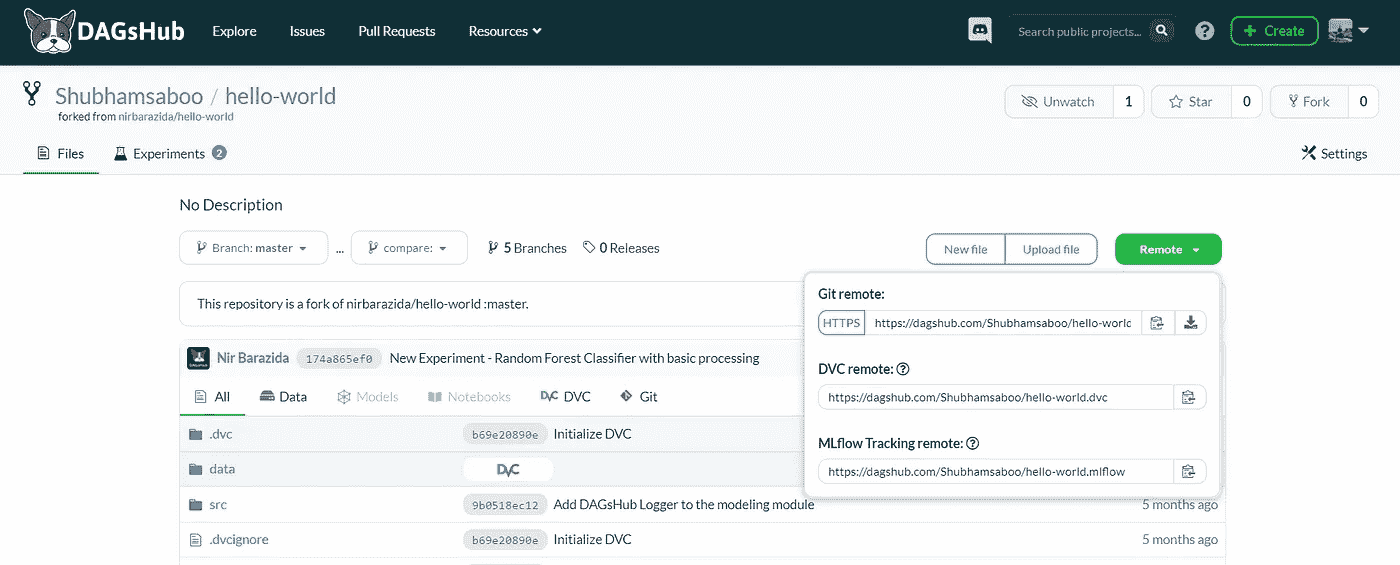 DAGsHub Explore Issues Pull Requests Resources Search public projects... + Create
Shubhamsaboo / hello-world Unwatch 1 Star 0 Fork 0
forked from nirbarazida/hello-world
Files Experiments 2 Settings
No Description
Branch: master ... compare: 5 Branches 0 Releases New file Upload file Remote
This repository is a fork of nirbarazida/hello-world :master.
Git remote:
HTTPS https://dagshub.com/Shubhamsaboo/hello-world
Nir Barazida 174a865ef0 New Experiment - Random Forest Classifier with basic processing
DVC remote:
https://dagshub.com/Shubhamsaboo/hello-world.dvc
All Data Models Notebooks DVC DVC Git
MLflow Tracking remote:
https://dagshub.com/Shubhamsaboo/hello-world.mlflow
.dvc b69e20890e Initialize DVC
data DVC
src 9b0518ec12 Add DAGsHub Logger to the modeling module 5 months ago
.dvcignore b69e20890e Initialize DVC 5 months ago